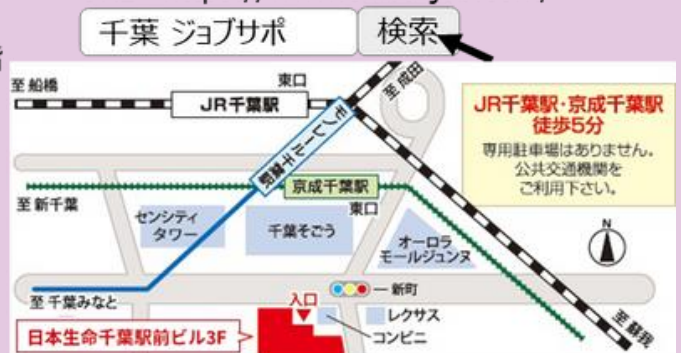 千葉 ジョブサポ
検索
至 船橋
JR千葉駅
東口
至 成田
モノレール千葉駅
JR千葉駅・京成千葉駅
徒歩5分
専用駐車場はありません。
公共交通機関を
ご利用下さい。
至 新千葉
京成千葉駅
東口
センシティ
タワー
千葉そごう
オーロラ
モールジュンヌ
N
至 千葉みなと
新町
入口
レクサス
コンビニ
至 蘇我
日本生命千葉駅前ビル3F